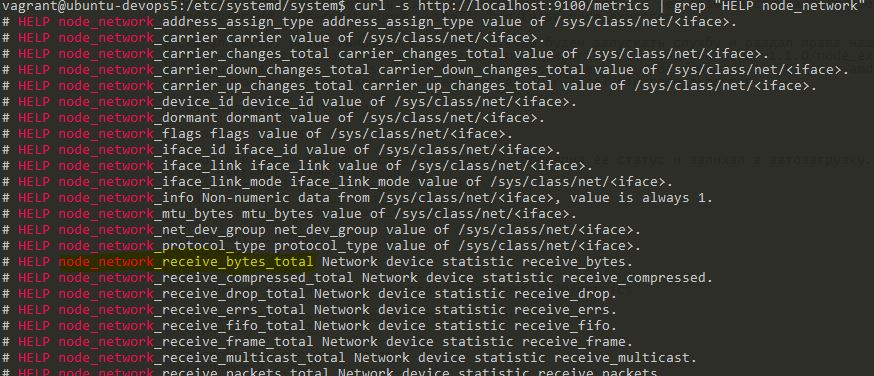 vagrant@ubuntu-devops5:/etc/systemd/system$ curl -s http://localhost:9100/metrics | grep "HELP node_network"
# HELP node_network_address_assign_type address_assign_type value of /sys/class/net/<iface>.
# HELP node_network_carrier carrier value of /sys/class/net/<iface>.
# HELP node_network_carrier_changes_total carrier_changes_total value of /sys/class/net/<iface>.
# HELP node_network_carrier_down_changes_total carrier_down_changes_total value of /sys/class/net/<iface>.
# HELP node_network_carrier_up_changes_total carrier_up_changes_total value of /sys/class/net/<iface>.
# HELP node_network_device_id device_id value of /sys/class/net/<iface>.
# HELP node_network_dormant dormant value of /sys/class/net/<iface>.
# HELP node_network_flags flags value of /sys/class/net/<iface>.
# HELP node_network_iface_id iface_id value of /sys/class/net/<iface>.
# HELP node_network_iface_link iface_link value of /sys/class/net/<iface>.
# HELP node_network_iface_link_mode iface_link_mode value of /sys/class/net/<iface>.
# HELP node_network_info Non-numeric data from /sys/class/net/<iface>, value is always 1.
# HELP node_network_mtu_bytes mtu_bytes value of /sys/class/net/<iface>.
# HELP node_network_net_dev_group net_dev_group value of /sys/class/net/<iface>.
# HELP node_network_protocol_type protocol_type value of /sys/class/net/<iface>.
# HELP node_network_receive_bytes_total Network device statistic receive_bytes.
# HELP node_network_receive_compressed_total Network device statistic receive_compressed.
# HELP node_network_receive_drop_total Network device statistic receive_drop.
# HELP node_network_receive_errs_total Network device statistic receive_errs.
# HELP node_network_receive_fifo_total Network device statistic receive_fifo.
# HELP node_network_receive_frame_total Network device statistic receive_frame.
# HELP node_network_receive_multicast_total Network device statistic receive_multicast.
# HELP node_network_receive_packets_total Network device statistic receive_packets.